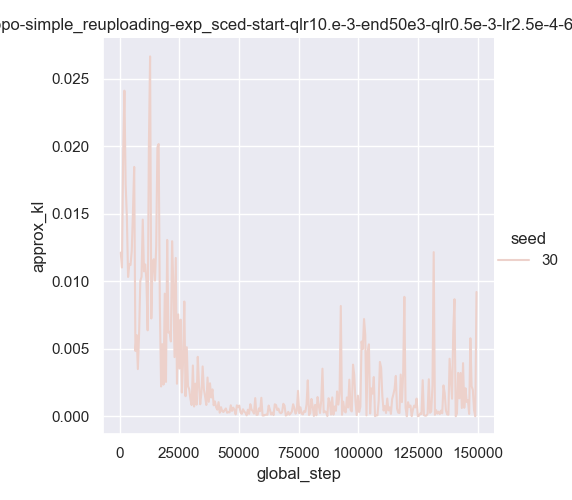 ppo-simple_reuploading-exp_sced-start-qlr10.e-3-end50e3-qlr0.5e-3-lr2.5e-4-6
0.025
0.020
0.015
0.010
0.005
0.000
approx_kl
0 25000 50000 75000 100000 125000 150000
global_step
seed
30